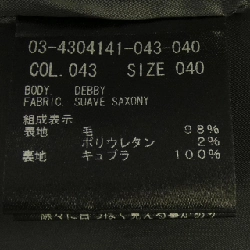 03-4304141-043-040
COL. 043 SIZE 040
BODY. DEBBY
FABRIC. SUAVE SAXONY
組成表示
表地 毛 98%
ポリウレタン 2%
裏地 キュプラ 100%